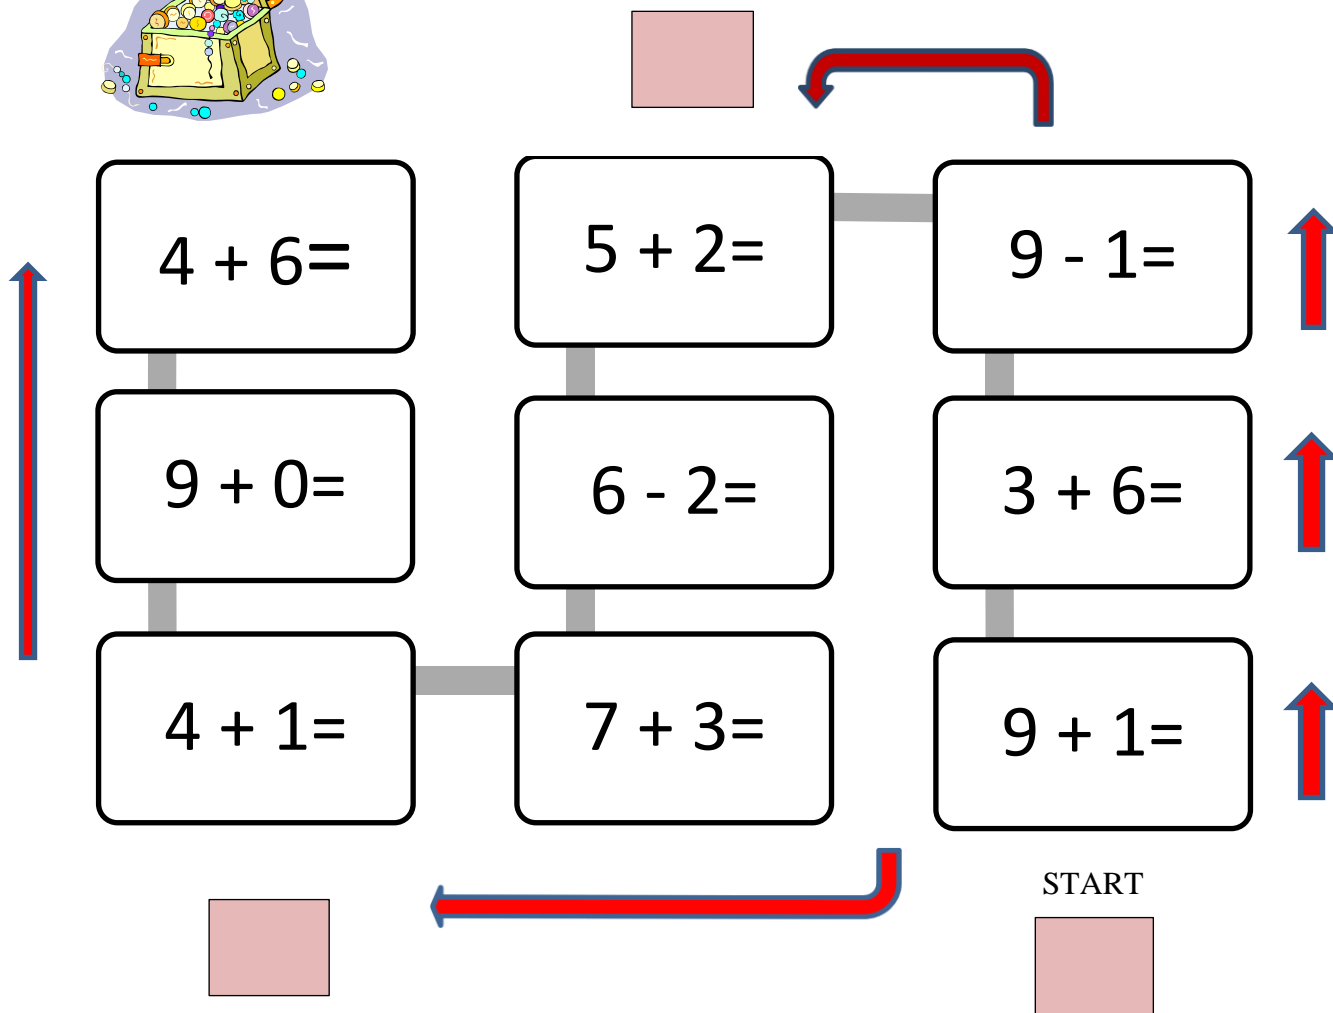 4 + 6=
5 + 2=
9 - 1=
9 + 0=
6 - 2=
3 + 6=
4 + 1=
7 + 3=
9 + 1=
START